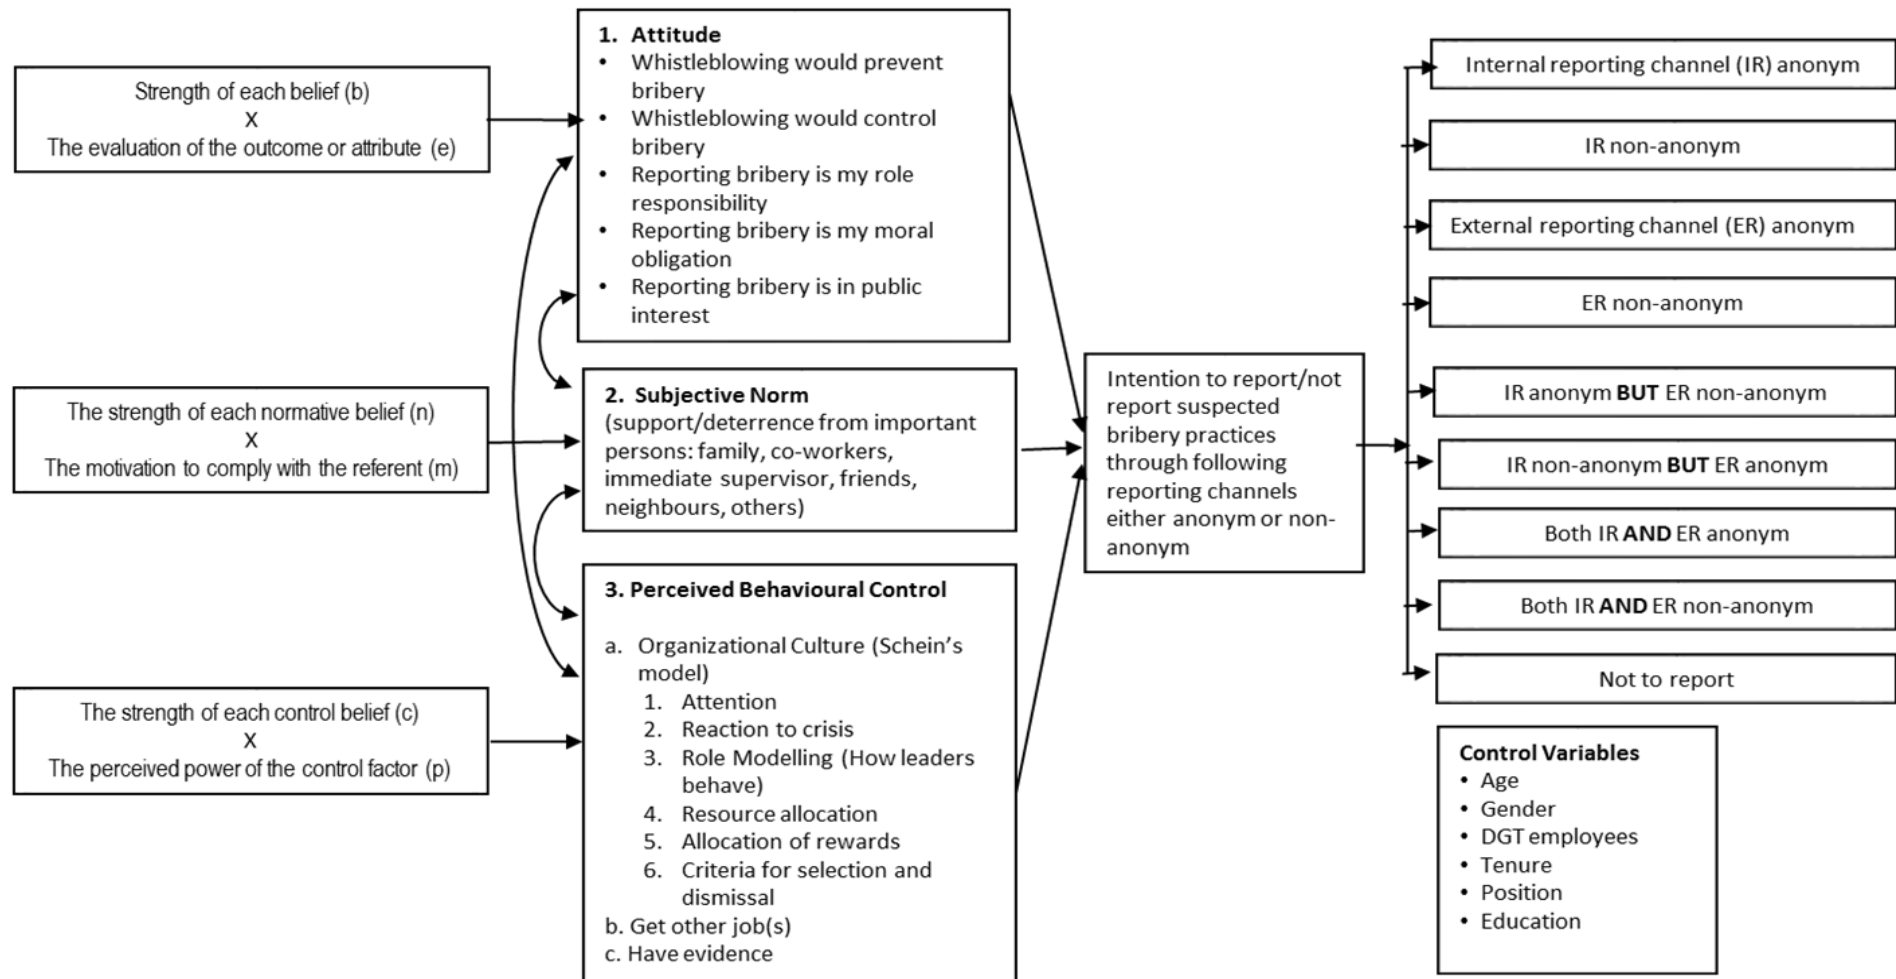 Strength of each belief (b)
X
The evaluation of the outcome or attribute (e)
The strength of each normative belief (n)
X
The motivation to comply with the referent (m)
The strength of each control belief (c)
X
The perceived power of the control factor (p)
1. Attitude
• Whistleblowing would prevent
bribery
• Whistleblowing would control
bribery
• Reporting bribery is my role
responsibility
• Reporting bribery is my moral
obligation
• Reporting bribery is in public
interest
2. Subjective Norm
(support/deterrence from important
persons: family, co-workers,
immediate supervisor, friends,
neighbours, others)
3. Perceived Behavioural Control
a. Organizational Culture (Schein's
model)
1. Attention
2. Reaction to crisis
3. Role Modelling (How leaders
behave)
4. Resource allocation
5. Allocation of rewards
6. Criteria for selection and
dismissal
b. Get other job(s)
c. Have evidence
Intention to report/not
report suspected
bribery practices
through following
reporting channels
either anonym or non-
anonym
Internal reporting channel (IR) anonym
IR non-anonym
External reporting channel (ER) anonym
ER non-anonym
IR anonym BUT ER non-anonym
IR non-anonym BUT ER anonym
Both IR AND ER anonym
Both IR AND ER non-anonym
Not to report
Control Variables
• Age
• Gender
• DGT employees
• Tenure
• Position
• Education